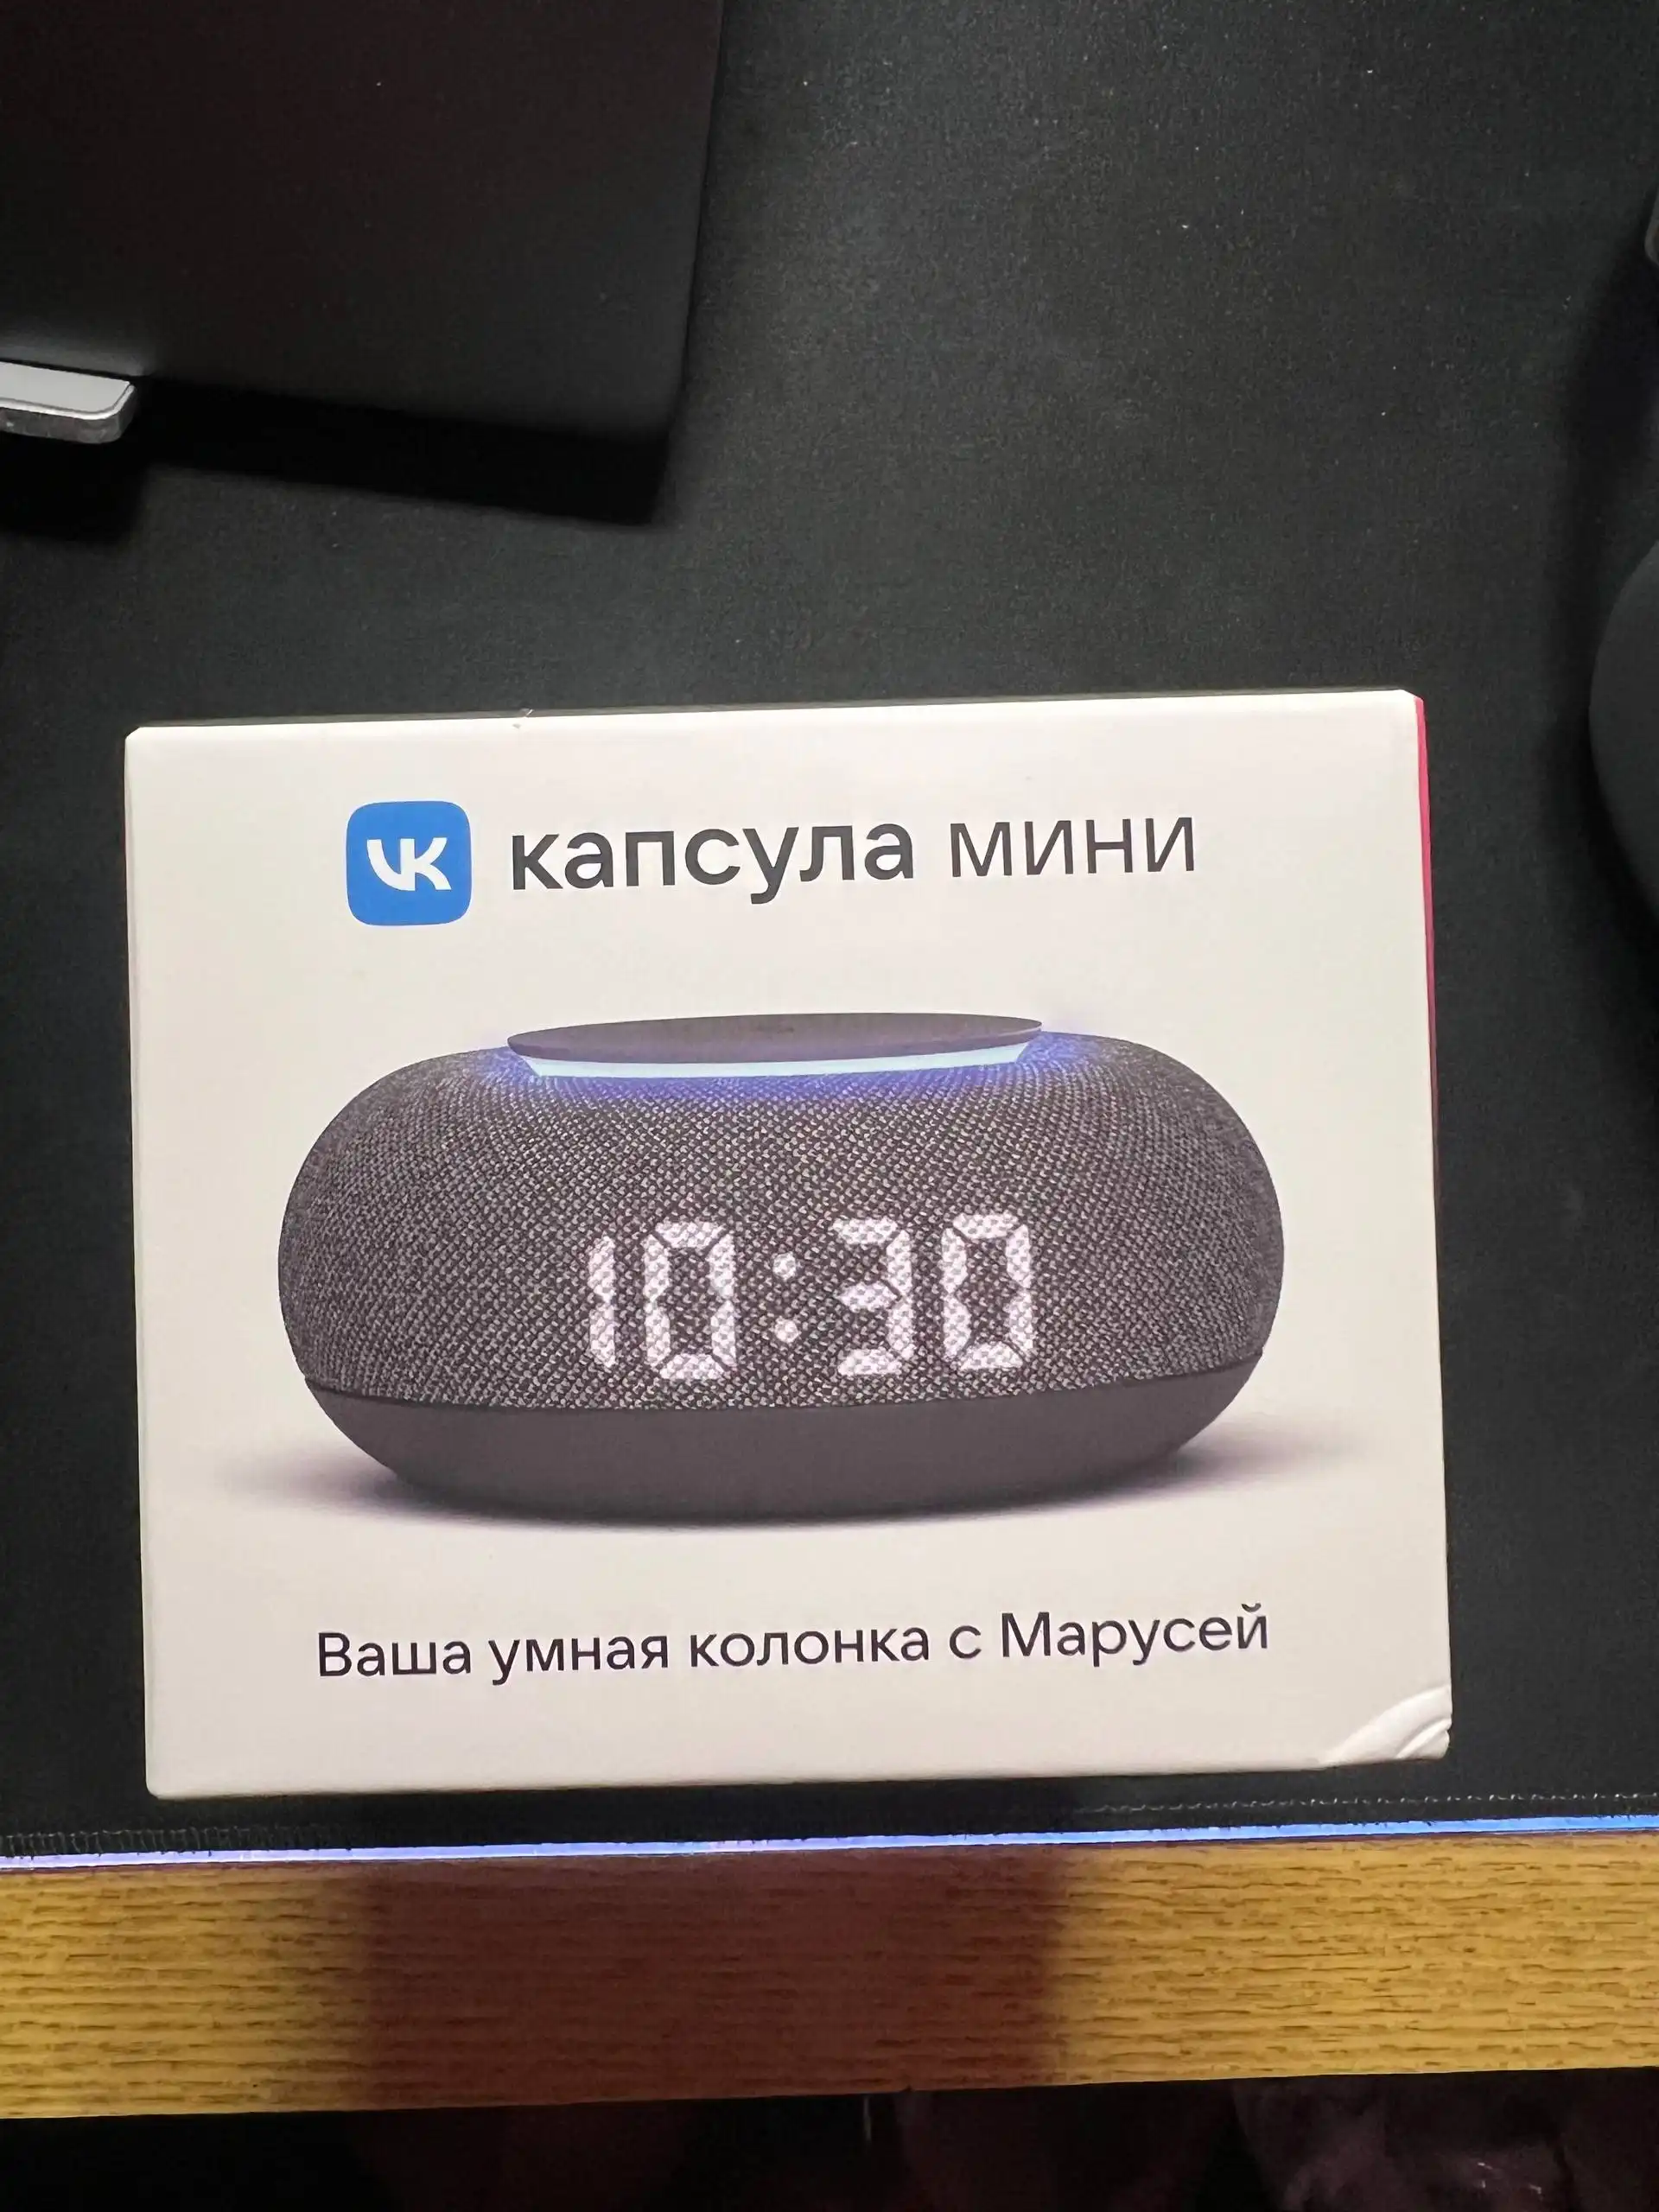 VK капсула мини
10:30
Ваша умная колонка с Марусей